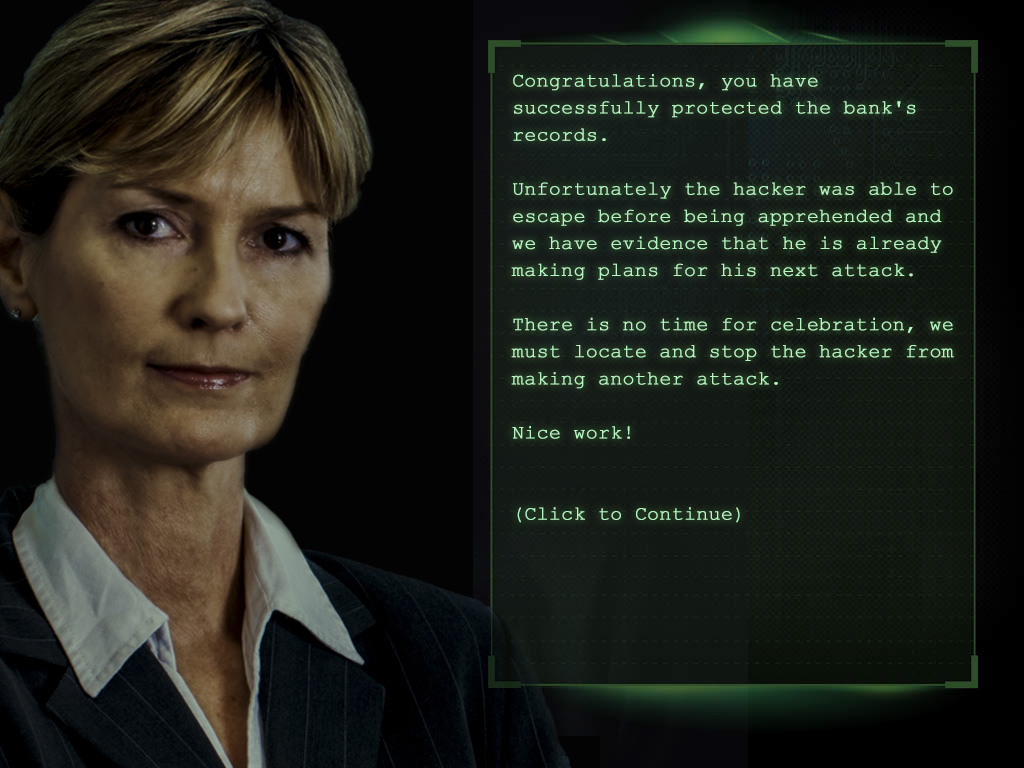 Congratulations, you have
successfully protected the bank's
records.
Unfortunately the hacker was able to
escape before being apprehended and
we have evidence that he is already
making plans for his next attack.
There is no time for celebration, we
must locate and stop the hacker from
making another attack.
Nice work!
(Click to Continue)